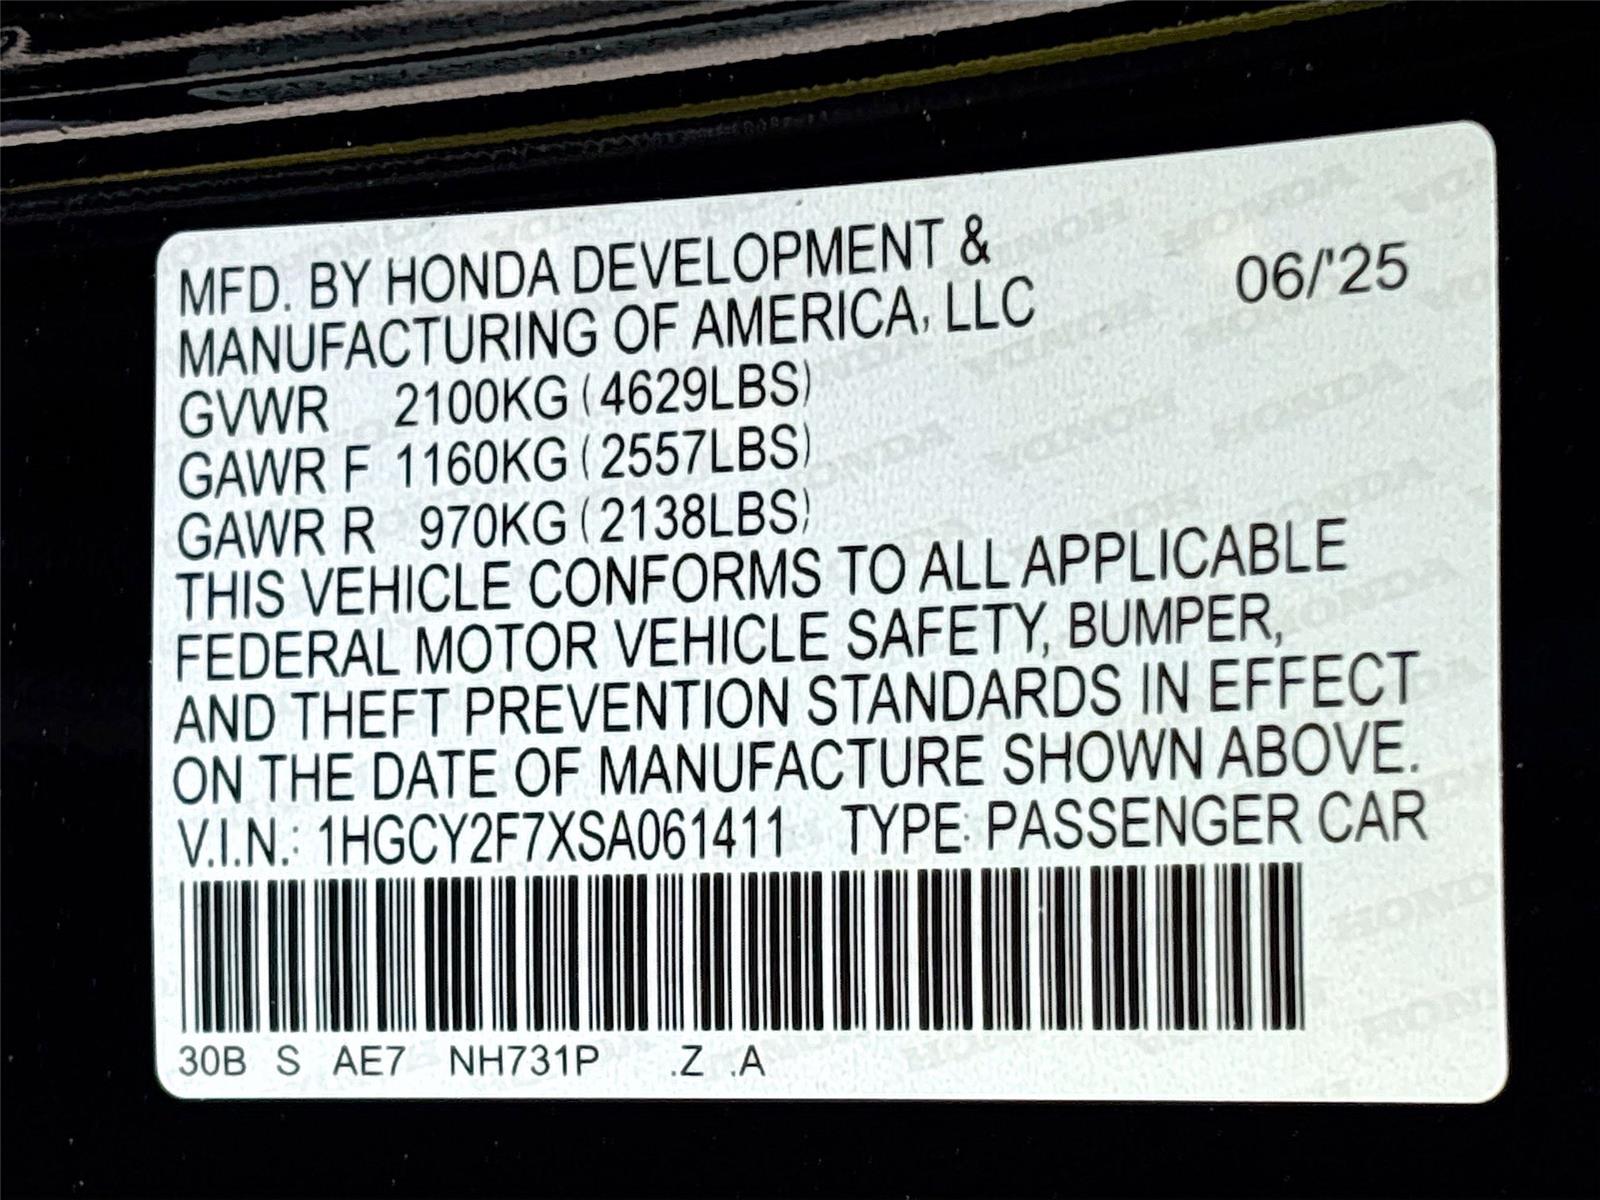 MFD. BY HONDA DEVELOPMENT &
MANUFACTURING OF AMERICA, LLC
06/'25
GVWR 2100KG (4629LBS)
GAWR F 1160KG (2557LBS)
GAWR R 970KG (2138LBS)
THIS VEHICLE CONFORMS TO ALL APPLICABLE
FEDERAL MOTOR VEHICLE SAFETY, BUMPER,
AND THEFT PREVENTION STANDARDS IN EFFECT
ON THE DATE OF MANUFACTURE SHOWN ABOVE.
V.I.N.: 1HGCY2F7XSA061411 TYPE: PASSENGER CAR
30B S AE7 NH731P .Z .A